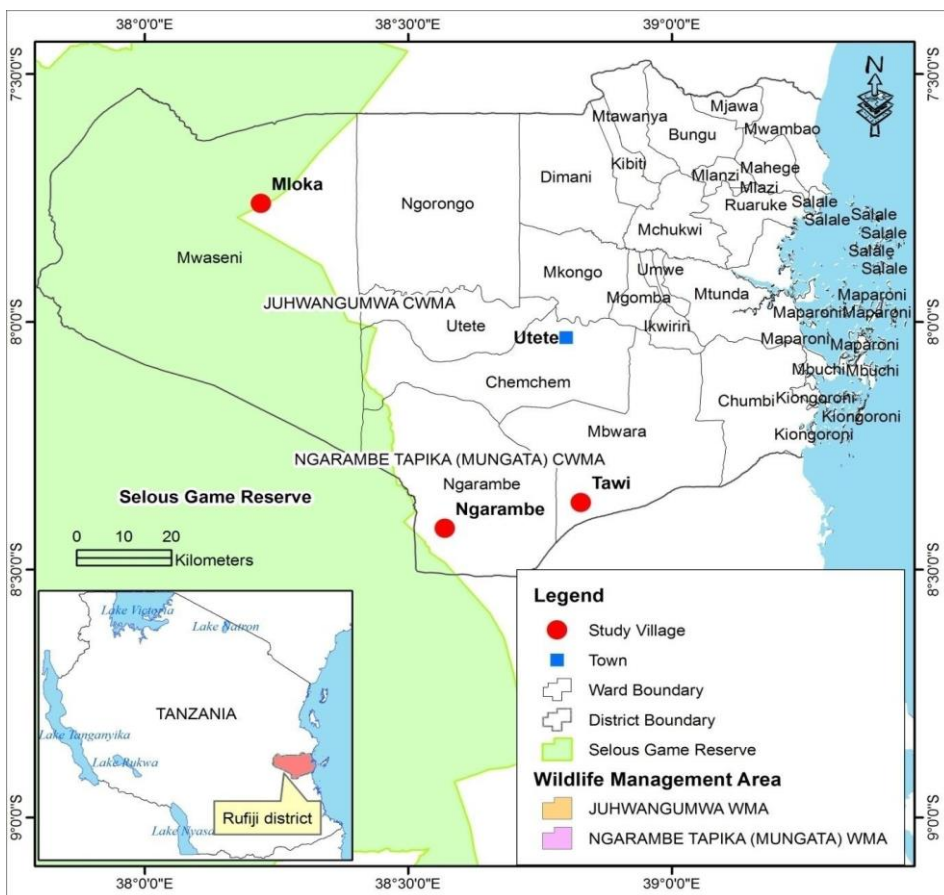 38°0'0"E
38°30'0"E
39°0'0"E
7°30'0"S
7°30'0"S
N
Mjawa
Mtawanya
Bungu
Mwambao
Kibiti
Mahege
Mlanzi
Dimani
Mlazi
Mloka
Ruaruke
Salale
Salale
Salale
Ngorongo
Salale
Mchukwi
Salale
Mwaseni
Salale
Mkongo
Umwe
Mtunda
Maparoni
Mgomba
JUHWANGUMWA CWMA
Maparoni
Maparoni
8°0'0"S
8°0'0"S
Utete
Utete
Ikwiriri
Maparoni
Maparoni
Mbuchi
Mbuchi
Chemchem
Chumbi
Kiongoroni
Kiongoroni
Mbwara
Kiongoroni
NGARAMBE TAPIKA (MUNGATA) CWMA
Ngarambe
Tawi
Selous Game Reserve
Ngarambe
0 10 20
Kilometers
8°30'0"S
8°30'0"S
Legend
Study Village
Town
Ward Boundary
District Boundary
Selous Game Reserve
Wildlife Management Area
JUHWANGUMWA WMA
NGARAMBE TAPIKA (MUNGATA) WMA
Lake Victoria
Lake Natron
TANZANIA
Lake Tanganyika
Lake Rukwa
Rufiji district
Lake Nyasa
9°0'0"S
9°0'0"S
38°0'0"E
38°30'0"E
39°0'0"E